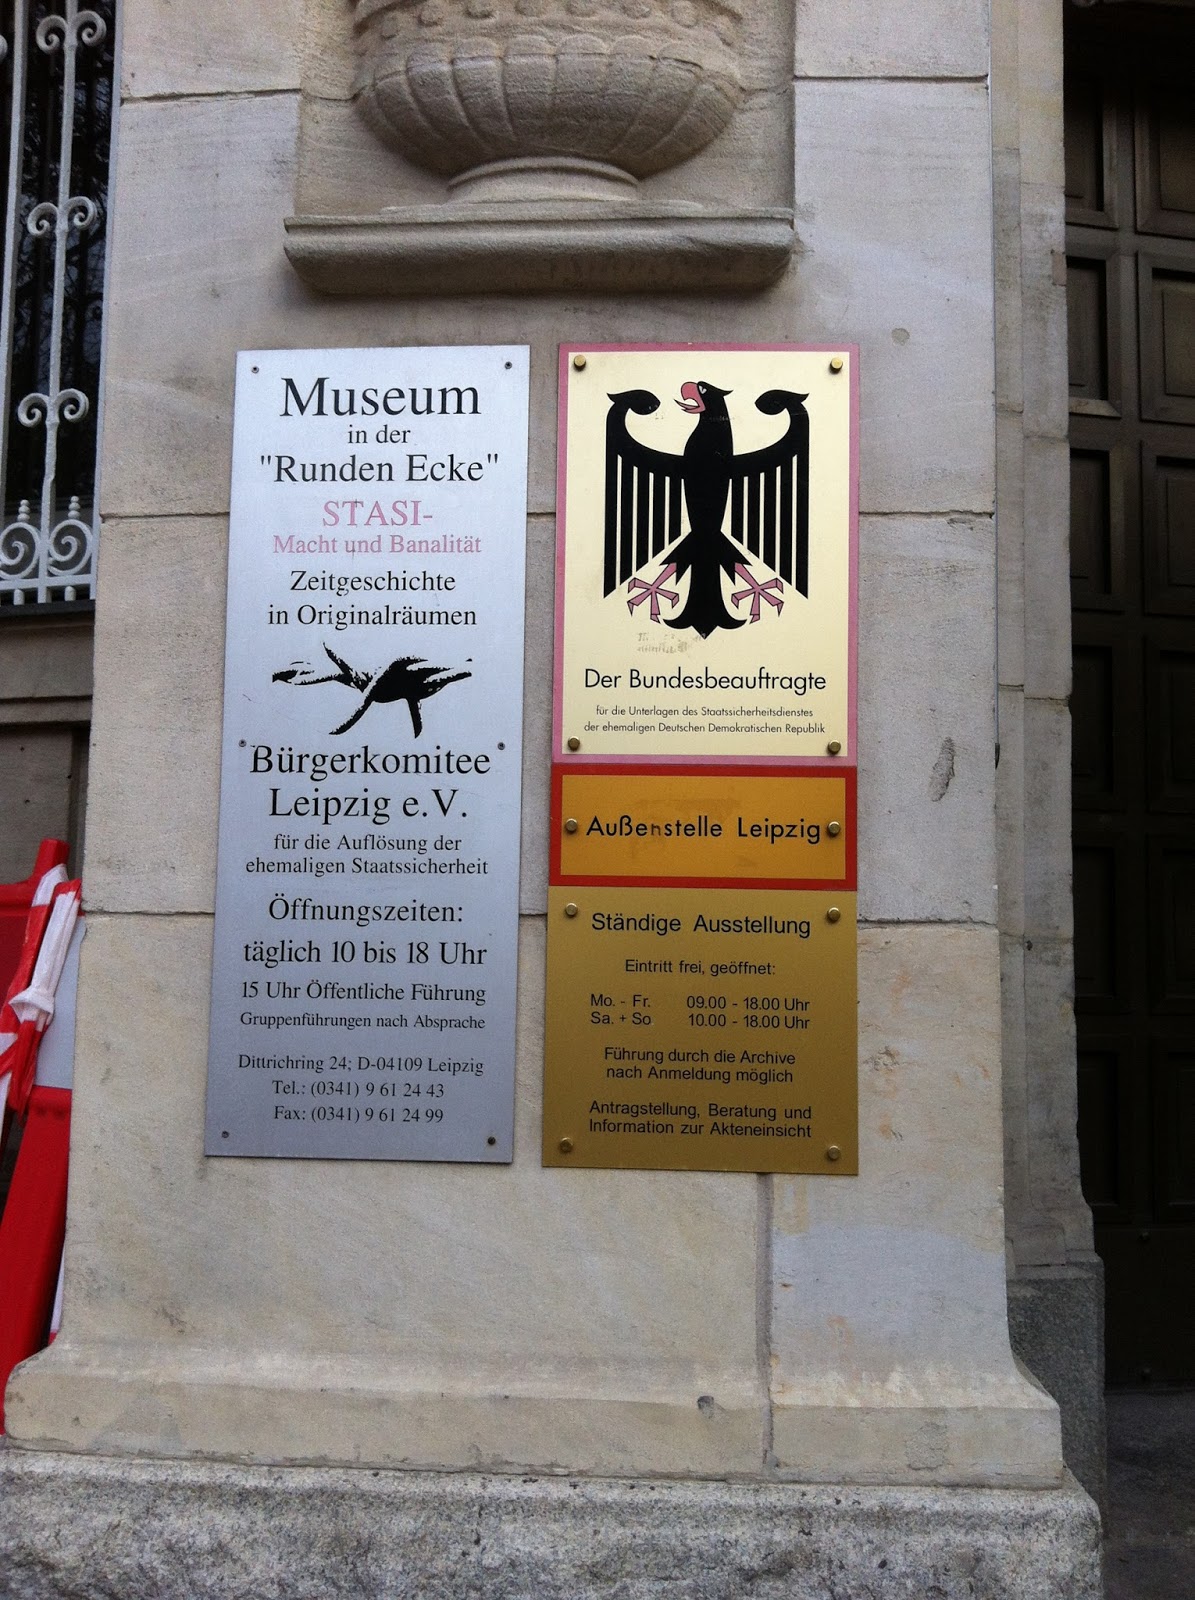 Museum
in der
"Runden Ecke"
STASI-
Macht und Banalität
Zeitgeschichte
in Originalräumen
Bürgerkomitee
Leipzig e.V.
für die Auflösung der
ehemaligen Staatssicherheit
Öffnungszeiten:
täglich 10 bis 18 Uhr
15 Uhr Öffentliche Führung
Gruppenführungen nach Absprache
Dittrichring 24; D-04109 Leipzig
Tel.: (0341) 9 61 24 43
Fax: (0341) 9 61 24 99
Der Bundesbeauftragte
für die Unterlagen des Staatssicherheitsdienstes
der ehemaligen Deutschen Demokratischen Republik
Außenstelle Leipzig
Ständige Ausstellung
Eintritt frei, geöffnet:
Mo. - Fr. 09.00 - 18.00 Uhr
Sa. + So 10.00 - 18.00 Uhr
Führung durch die Archive
nach Anmeldung möglich
Antragstellung, Beratung und
Information zur Akteneinsicht